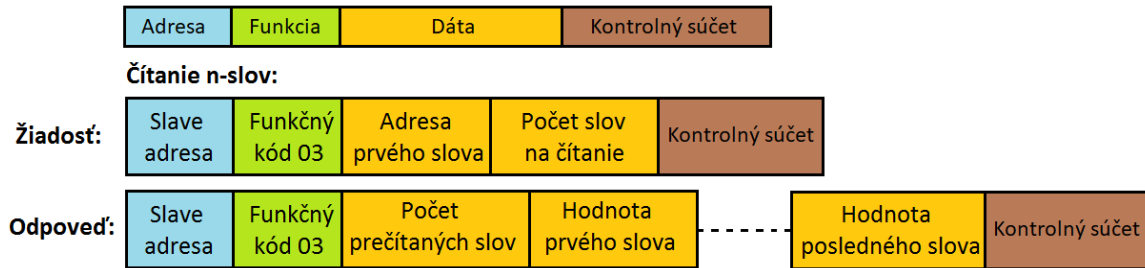 Adresa Funkcia Dáta Kontrolný súčet
Čítanie n-slov:
Žiadosť:
Slave
adresa
Funkčný
kód 03
Adresa
prvého slova
Počet slov
na čítanie
Kontrolný súčet
Odpoveď:
Slave
adresa
Funkčný
kód 03
Počet
prečítaných slov
Hodnota
prvého slova
Hodnota
posledného slova
Kontrolný súčet